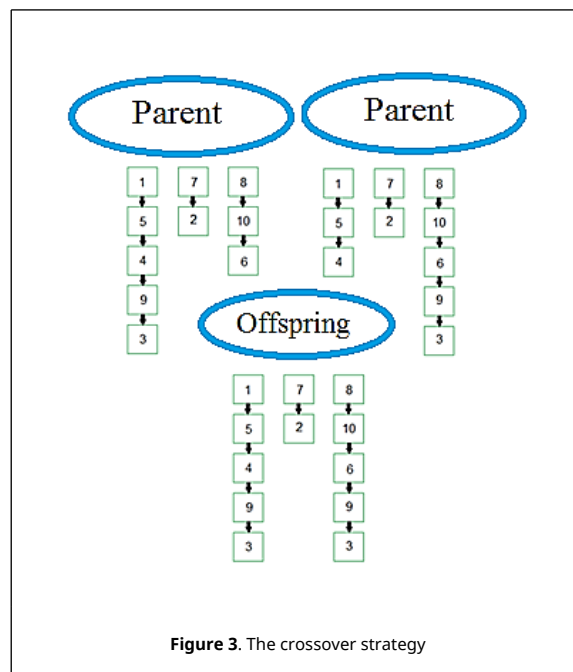 Parent Parent
1 7 8 1 7 8
5 2 10 5 2 10
4 6 4 6
9 9
3 3
Offspring
1 7 8
5 2 10
4 6
9 9
3 3
Figure 3. The crossover strategy